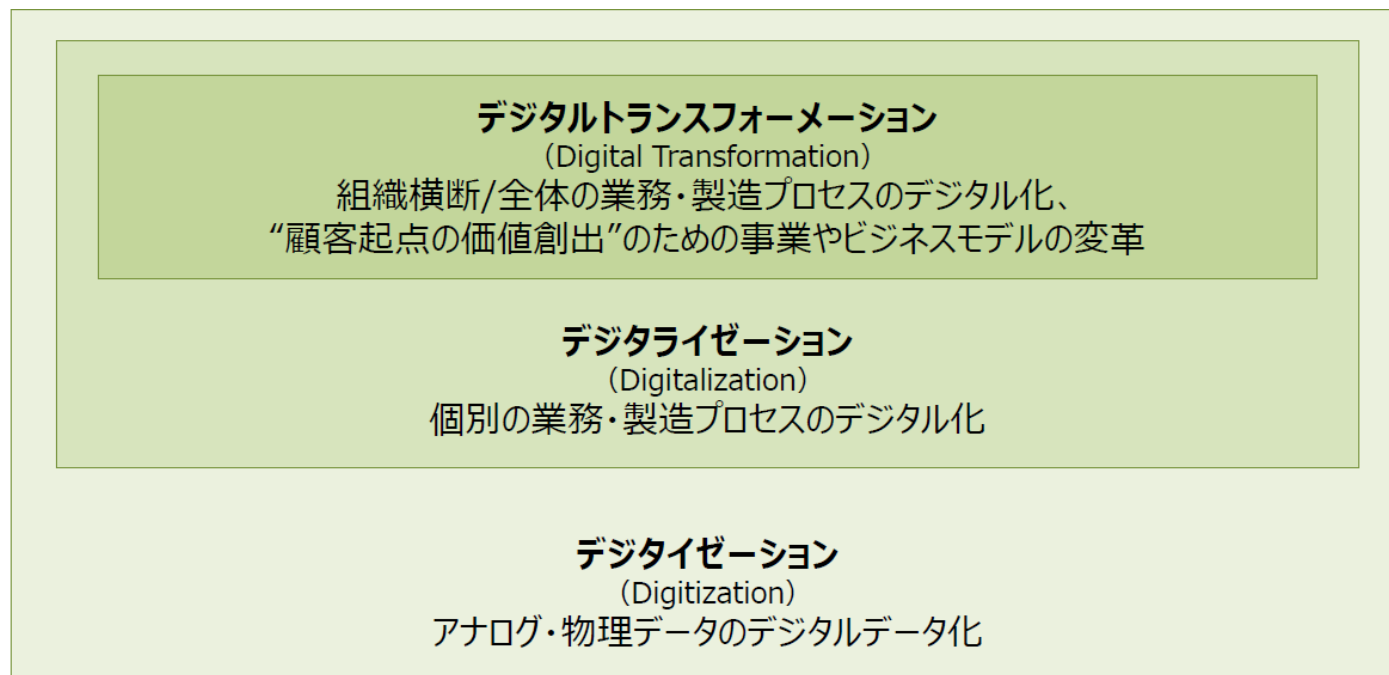 デジタルトランスフォーメーション
（Digital Transformation）
組織横断/全体の業務・製造プロセスのデジタル化、
“顧客起点の価値創出”のための事業やビジネスモデルの変革
デジタライゼーション
（Digitalization）
個別の業務・製造プロセスのデジタル化
デジタイゼーション
（Digitization）
アナログ・物理データのデジタルデータ化